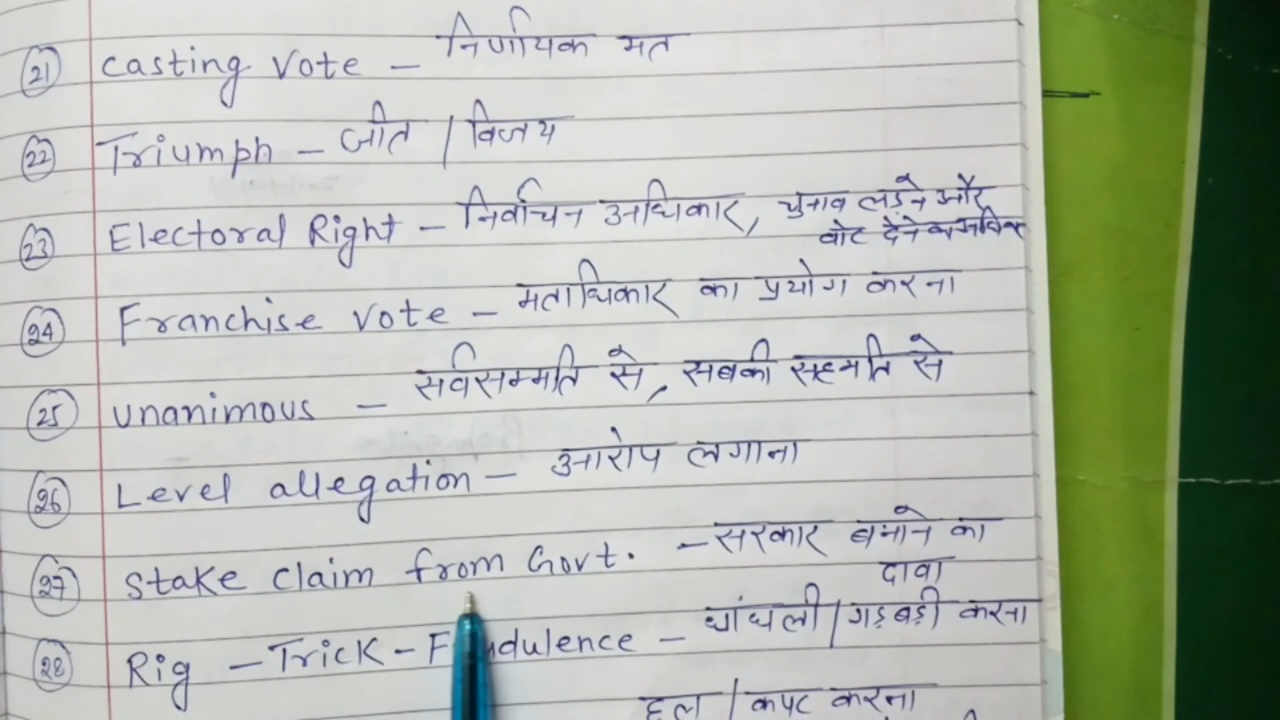 (21) casting vote – निर्णायक मत
(22) Triumph – जीत / विजय
(23) Electoral Right – निर्वाचन अधिकार, चुनाव लडने और
वोट देने का
(24) Franchise vote – मताधिकार का प्रयोग करना
(25) unanimous – सर्वसम्मति से, सबकी सहमति से
(26) Level allegation – आरोप लगाना
(27) Stake claim from Govt. – सरकार बनाने का
दावा
(28) Rig – Trick – – धांधली / गड़बड़ी करना
छल / कपट करना